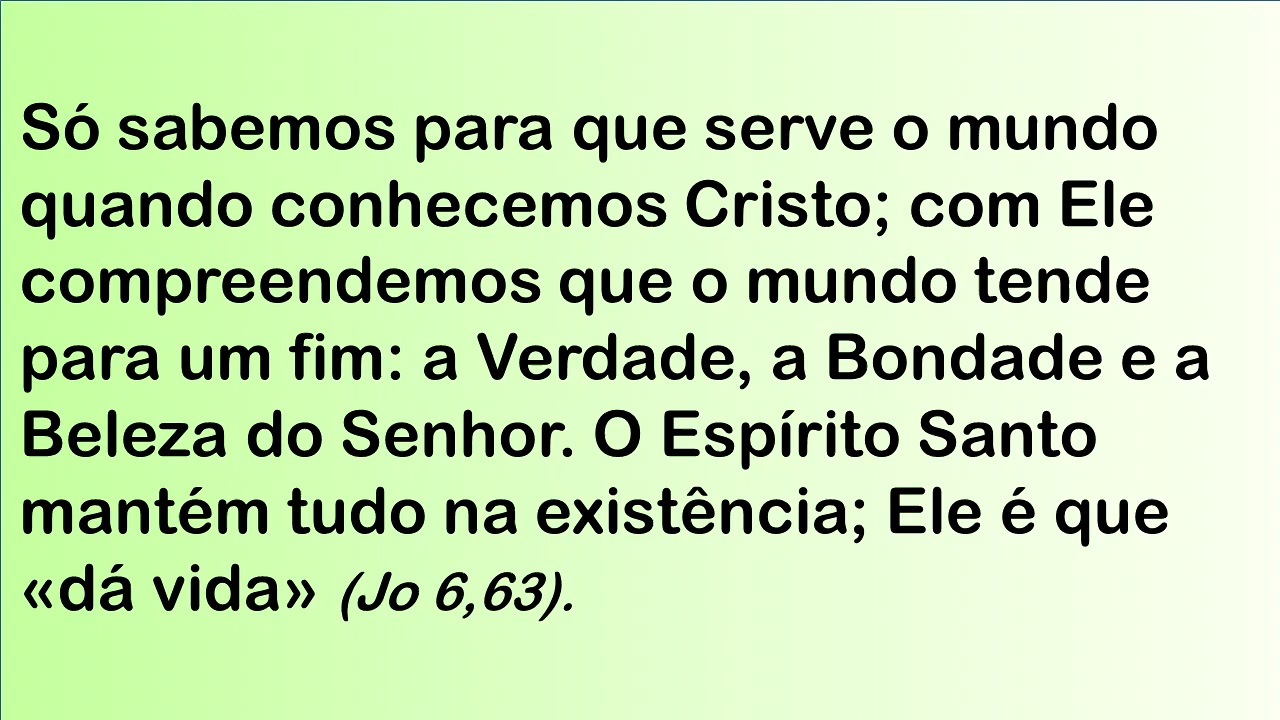 Só sabemos para que serve o mundo
quando conhecemos Cristo; com Ele
compreendemos que o mundo tende
para um fim: a Verdade, a Bondade e a
Beleza do Senhor. O Espírito Santo
mantém tudo na existência; Ele é que
«dá vida» (Jo 6,63).